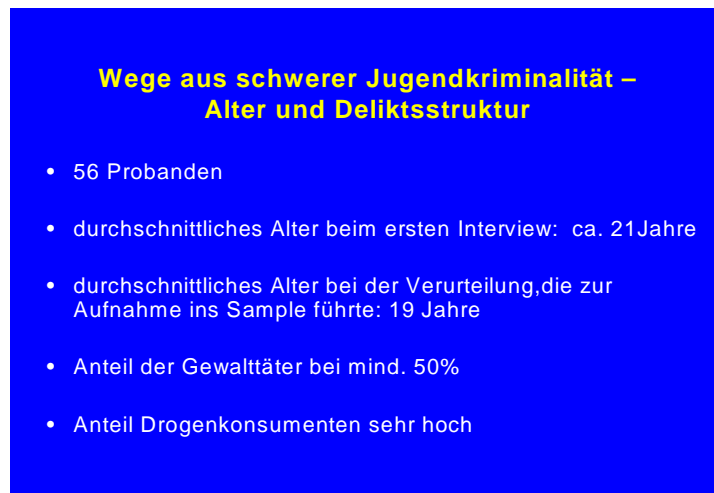 Wege aus schwerer Jugendkriminalität –
Alter und Deliktsstruktur
• 56 Probanden
• durchschnittliches Alter beim ersten Interview: ca. 21Jahre
• durchschnittliches Alter bei der Verurteilung,die zur
Aufnahme ins Sample führte: 19 Jahre
• Anteil der Gewalttäter bei mind. 50%
• Anteil Drogenkonsumenten sehr hoch